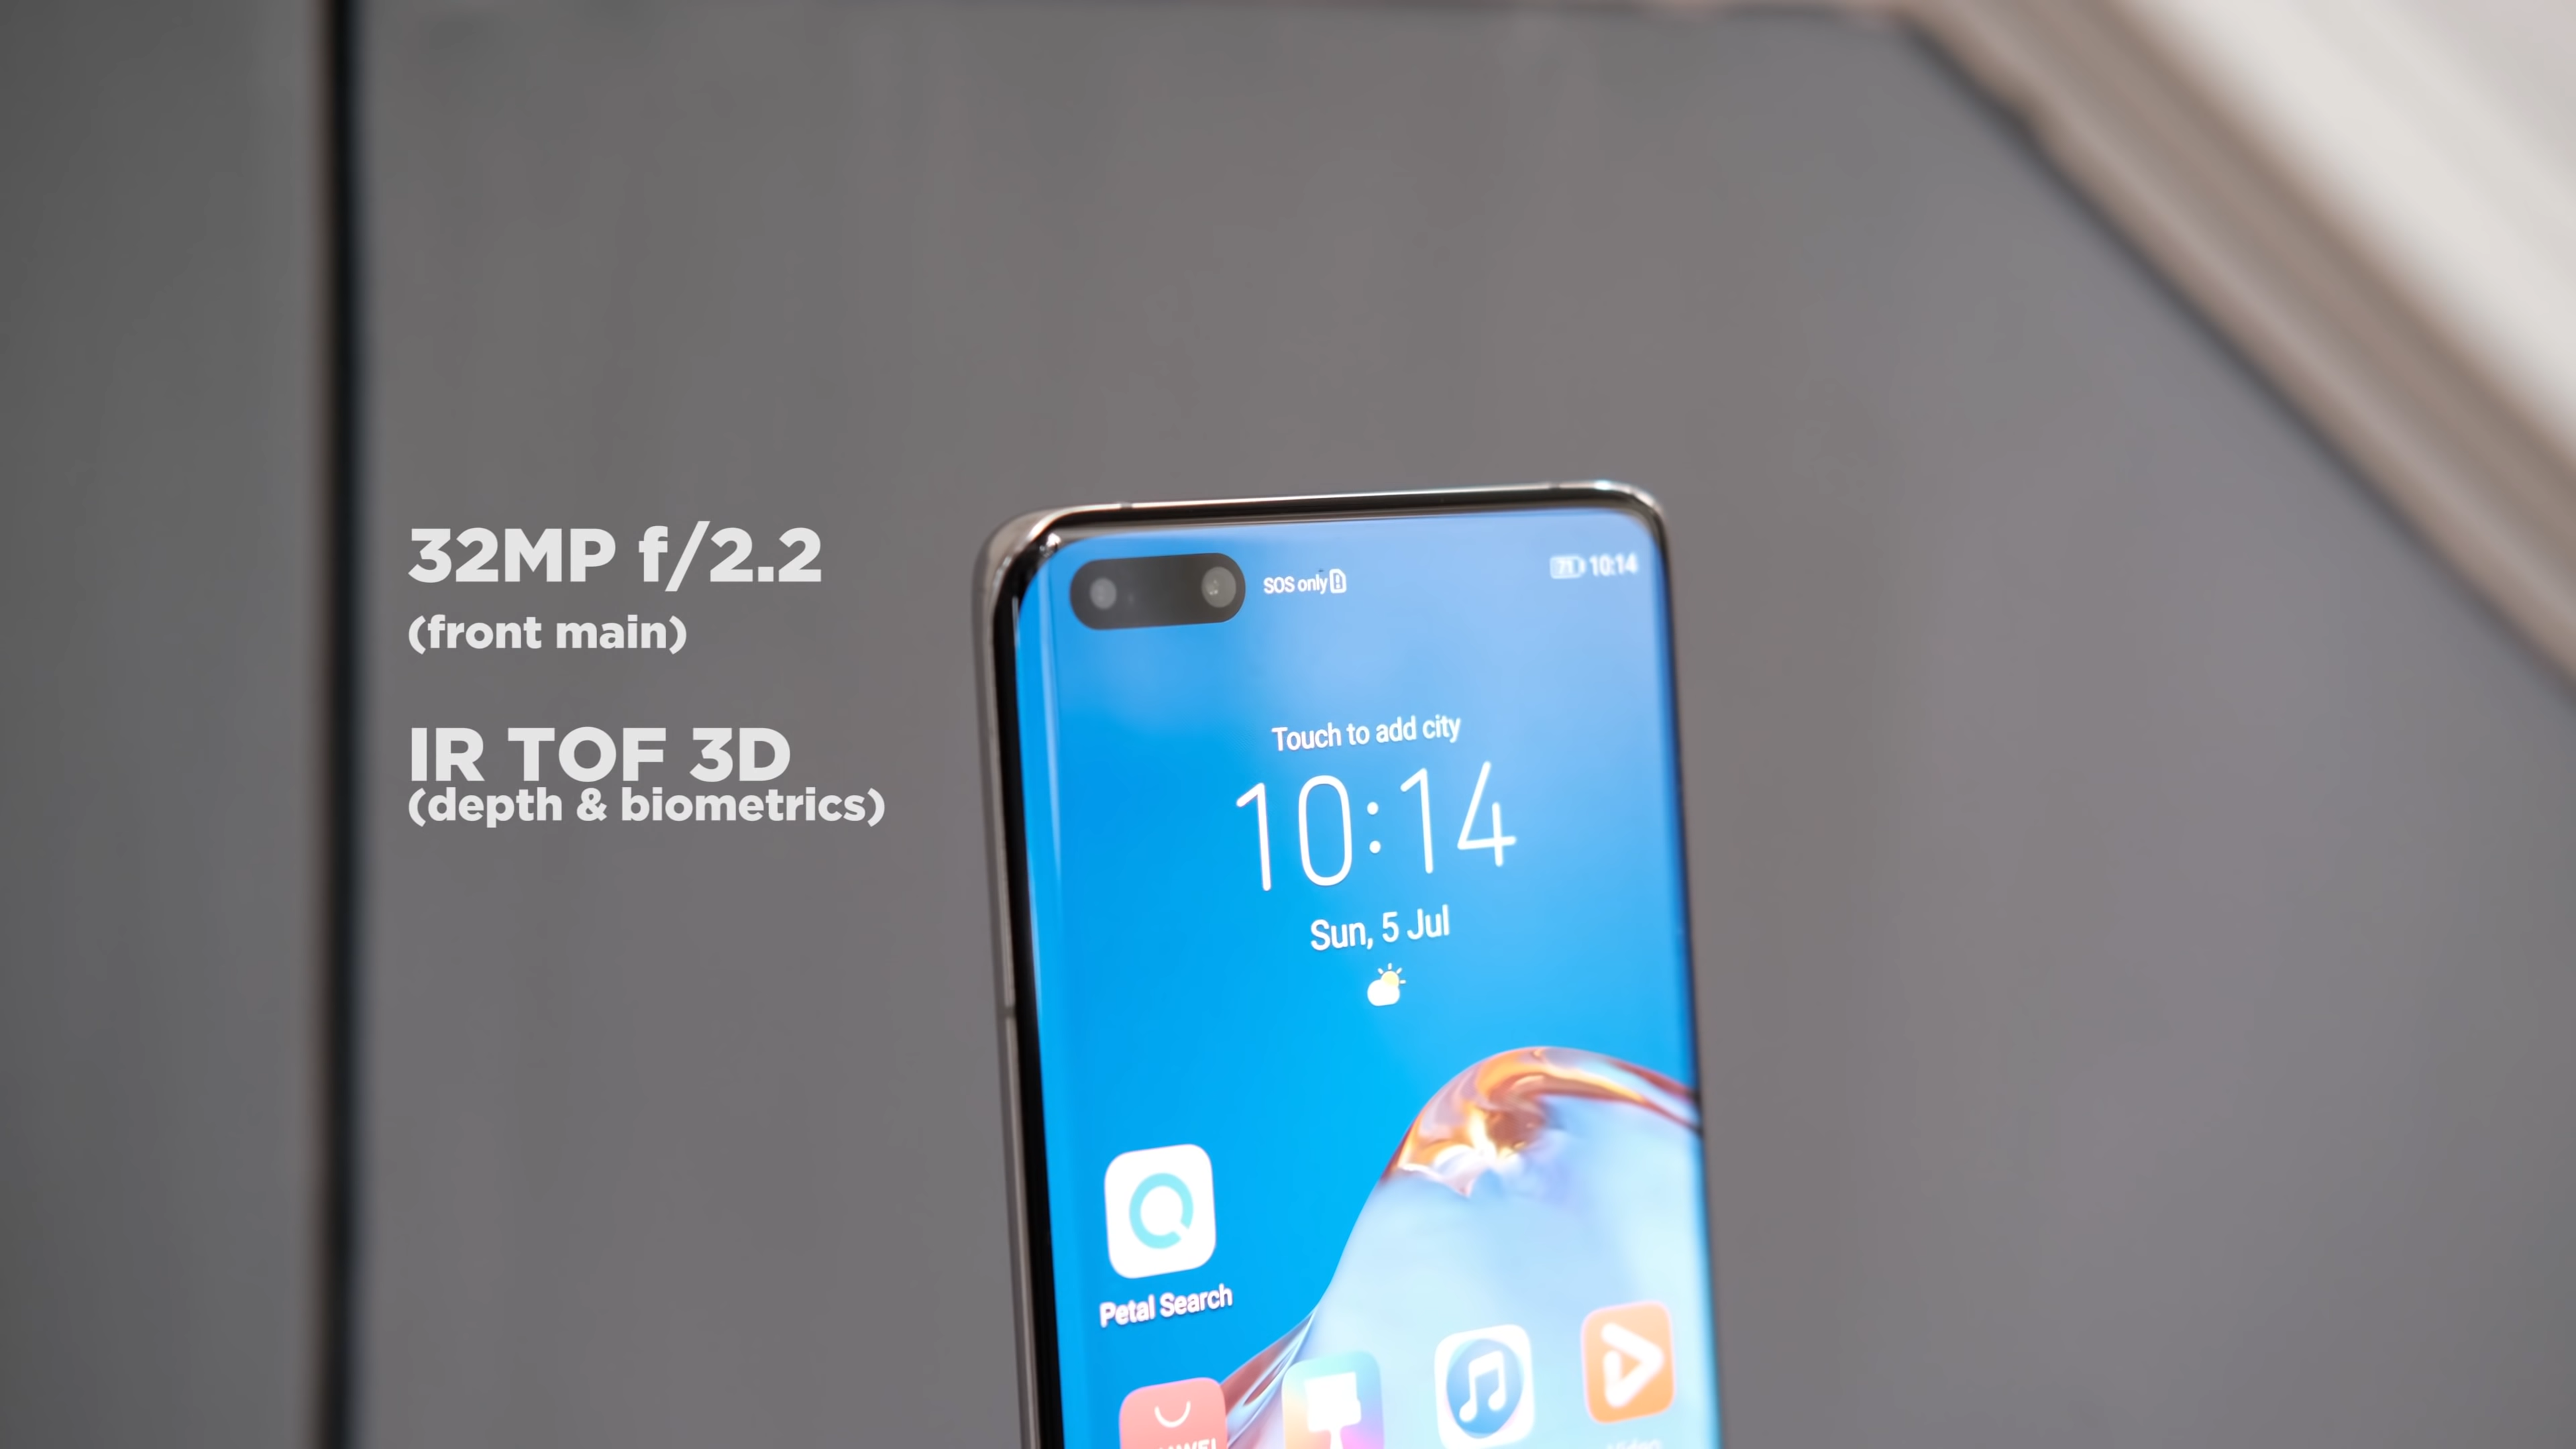 32MP f/2.2
(front main)
IR TOF 3D
(depth & biometrics)
SOS only
71 10:14
Touch to add city
10:14
Sun, 5 Jul
Petal Search